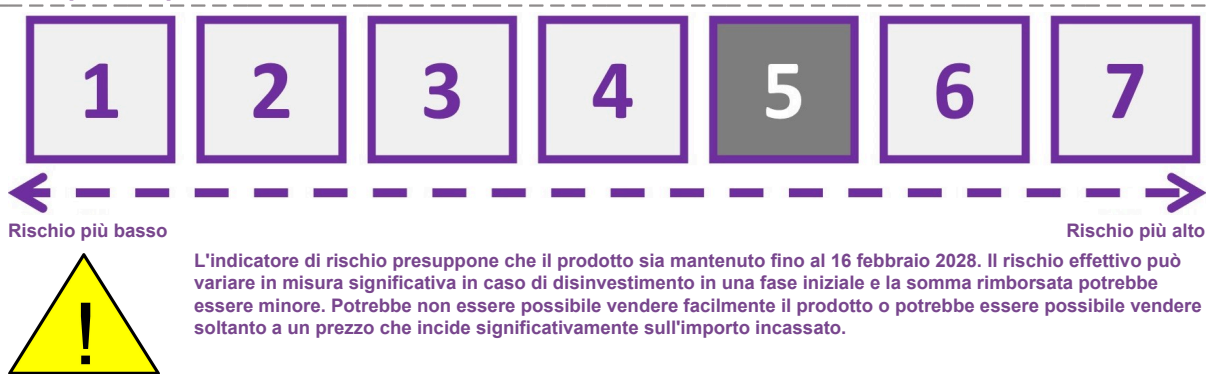 1 2 3 4 5 6 7
Rischio più basso Rischio più alto
!
L'indicatore di rischio presuppone che il prodotto sia mantenuto fino al 16 febbraio 2028. Il rischio effettivo può
variare in misura significativa in caso di disinvestimento in una fase iniziale e la somma rimborsata potrebbe
essere minore. Potrebbe non essere possibile vendere facilmente il prodotto o potrebbe essere possibile vendere
soltanto a un prezzo che incide significativamente sull'importo incassato.